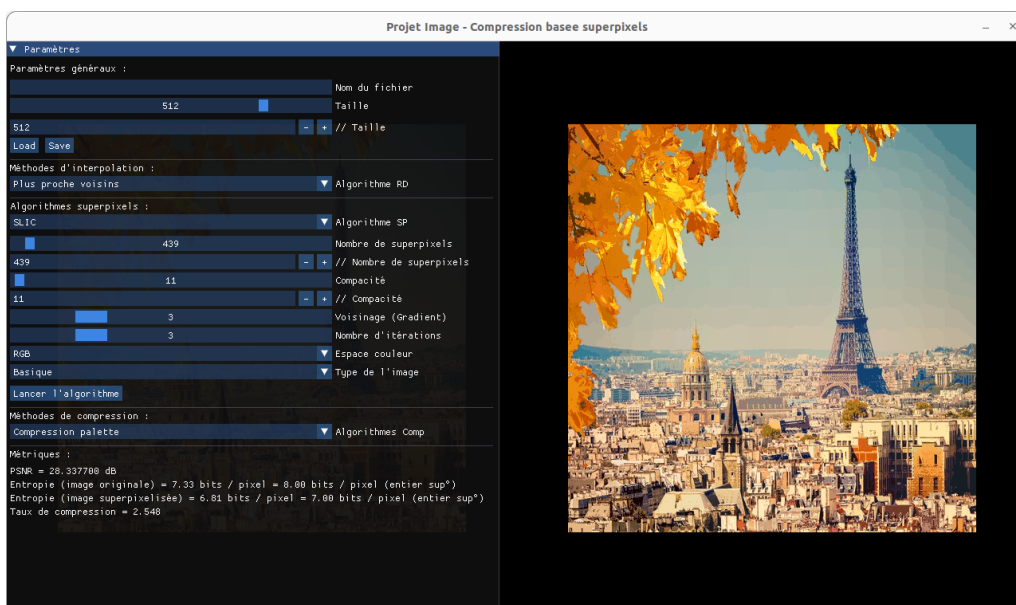 Projet Image - Compression basee superpixels
Paramètres
Paramètres généraux :
Nom du fichier
512 Taille
512 - + // Taille
Load Save
Méthodes d'interpolation :
Plus proche voisins Algorithme RD
Algorithmes superpixels :
SLIC Algorithme SP
439 Nombre de superpixels
439 - + // Nombre de superpixels
11 Compacité
11 - + // Compacité
3 Voisinage (Gradient)
3 Nombre d'itérations
RGB Espace couleur
Basique Type de l'image
Lancer l'algorithme
Méthodes de compression :
Compression palette Algorithmes Comp
Métriques :
PSNR = 28.337700 dB
Entropie (image originale) = 7.33 bits / pixel = 8.00 bits / pixel (entier sup°)
Entropie (image superpixelisée) = 6.81 bits / pixel = 7.00 bits / pixel (entier sup°)
Taux de compression = 2.548